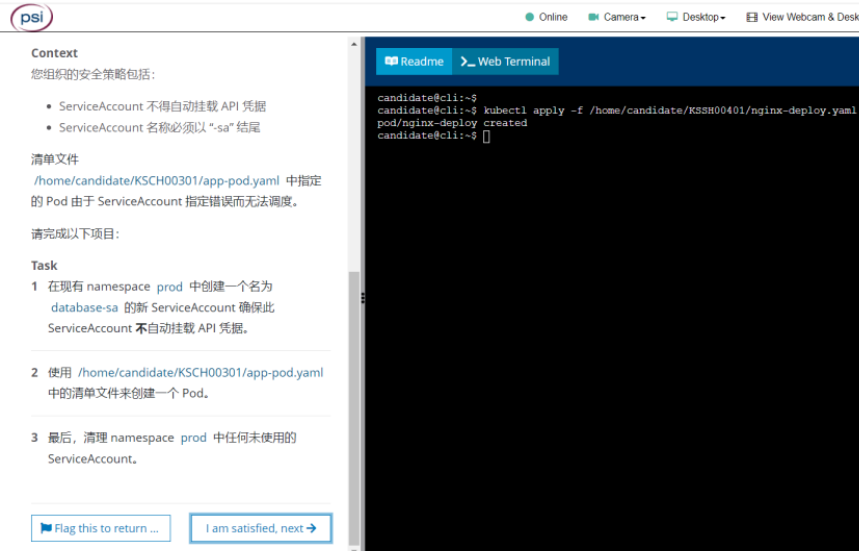 psi
Online Camera Desktop View Webcam & Desk
Context
您组织的安全策略包括：
• ServiceAccount 不得自动挂载 API 凭据
• ServiceAccount 名称必须以 “-sa” 结尾
清单文件
/home/candidate/KSCH00301/app-pod.yaml 中指定
的 Pod 由于 ServiceAccount 指定错误而无法调度。
请完成以下项目：
Task
1 在现有 namespace prod 中创建一个名为
database-sa 的新 ServiceAccount 确保此
ServiceAccount 不自动挂载 API 凭据。
2 使用 /home/candidate/KSCH00301/app-pod.yaml
中的清单文件来创建一个 Pod。
3 最后，清理 namespace prod 中任何未使用的
ServiceAccount。
Flag this to return ... I am satisfied, next →
Readme Web Terminal
candidate@cli:~$
candidate@cli:~$ kubectl apply -f /home/candidate/KSSH00401/nginx-deploy.yaml
pod/nginx-deploy created
candidate@cli:~$